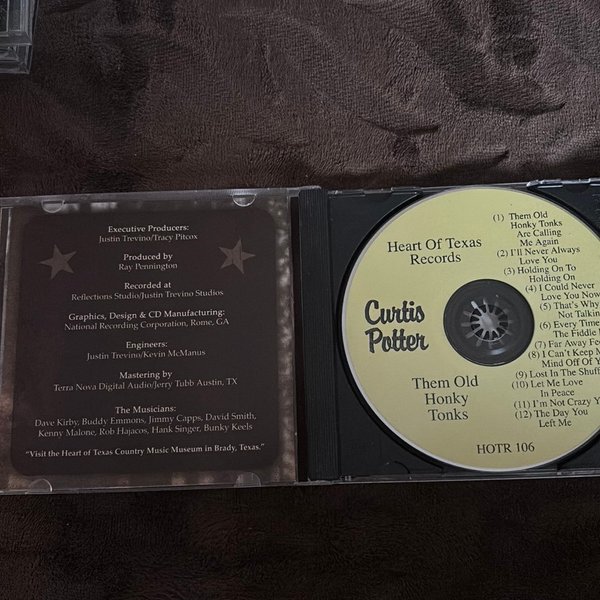 Executive Producers:
Justin Trevino/Tracy Pitcox
Produced by
Ray Pennington
Recorded at
Reflections Studio/Justin Trevino Studios
Graphics, Design & CD Manufacturing:
National Recording Corporation, Rome, GA
Engineers:
Justin Trevino/Kevin McManus
Mastering by
Terra Nova Digital Audio/Jerry Tubb Austin, TX
The Musicians:
Dave Kirby, Buddy Emmons, Jimmy Capps, David Smith,
Kenny Malone, Rob Hajacos, Hank Singer, Bunky Keels
“Visit the Heart of Texas Country Music Museum in Brady, Texas.”
Heart Of Texas
Records
Curtis
Potter
Them Old
Honky
Tonks
(1) Them Old
Honky Tonks
Are Calling
Me Again
(2) I'll Never Always
Love You
(3) Holding On To
Holding On
(4) I Could Never
Love You Now
(5) That's Why
Not Talkin
(6) Every Time
The Fiddle
(7) Far Away
(8) I Can't Keep M
Mind Off Of Y
(9) Lost In The Shuff
(10) Let Me Love
In Peace
(11) I'm Not Crazy Y
(12) The Day You
Left Me
HOTR 106